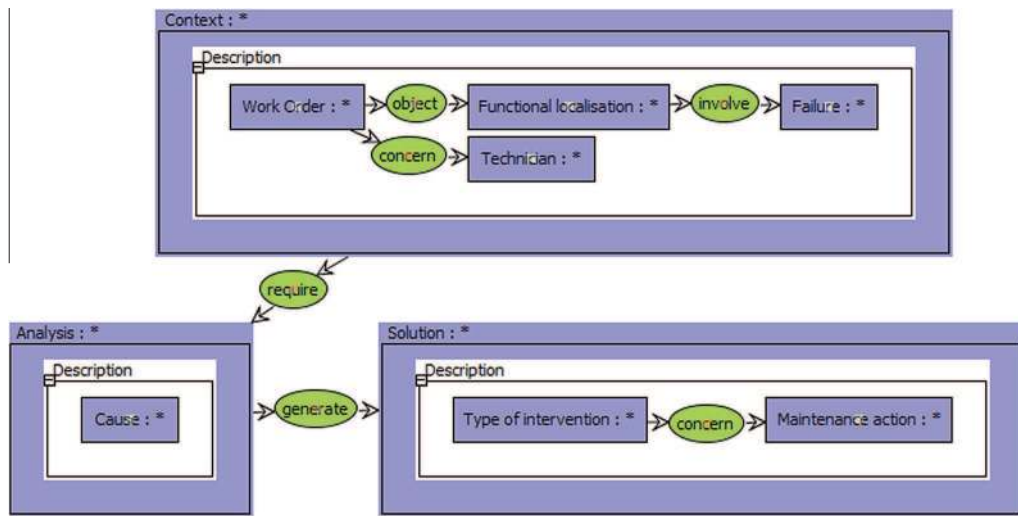 Context : *
Description
Work Order : * object Functional localisation : * involve Failure : *
concern Technician : *
require
Analysis : * Solution : *
Description Description
Cause : * generate Type of intervention : * concern Maintenance action : *